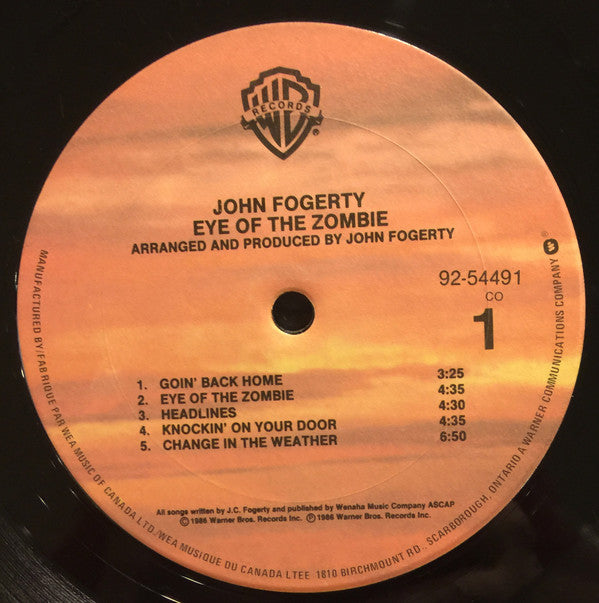 WB
RECORDS
®
JOHN FOGERTY
EYE OF THE ZOMBIE
ARRANGED AND PRODUCED BY JOHN FOGERTY
92-54491
CO
1
1. GOIN' BACK HOME 3:25
2. EYE OF THE ZOMBIE 4:35
3. HEADLINES 4:30
4. KNOCKIN' ON YOUR DOOR 4:35
5. CHANGE IN THE WEATHER 6:50
All songs written by J.C. Fogerty and published by Wenaha Music Company ASCAP
©1986 Warner Bros. Records Inc. ℗1986 Warner Bros. Records Inc.
MANUFACTURED BY/FABRIQUE PAR WEA MUSIC OF CANADA LTD./WEA MUSIQUE DU CANADA LTEE 1810 BIRCHMOUNT RD., SCARBOROUGH, ONTARIO A WARNER COMMUNICATIONS COMPANY ®